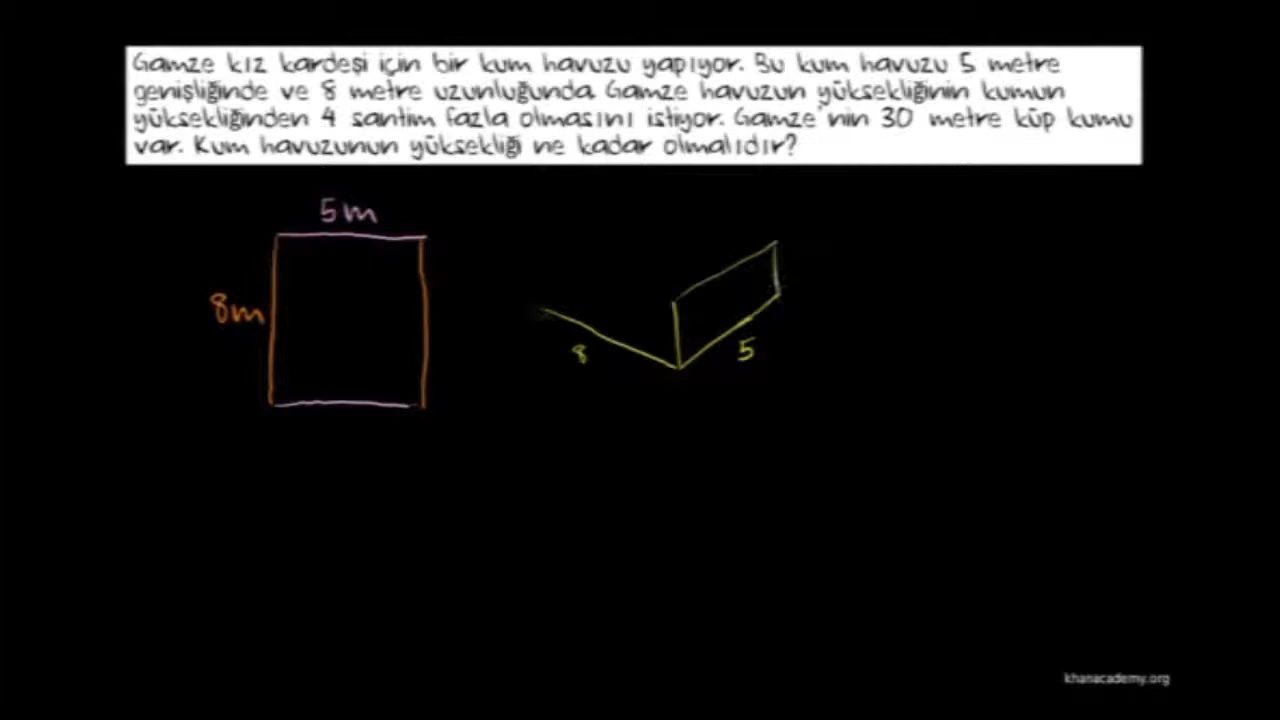 Gamze kız kardeşi için bir kum havuzu yapıyor. Bu kum havuzu 5 metre
genişliğinde ve 8 metre uzunluğunda. Gamze havuzun yüksekliğinin kumun
yüksekliğinden 4 santim fazla olmasını istiyor. Gamze'nin 30 metre küp kumu
var. Kum havuzunun yüksekliği ne kadar olmalıdır?
5m
8m
8
5
khanacademy.org